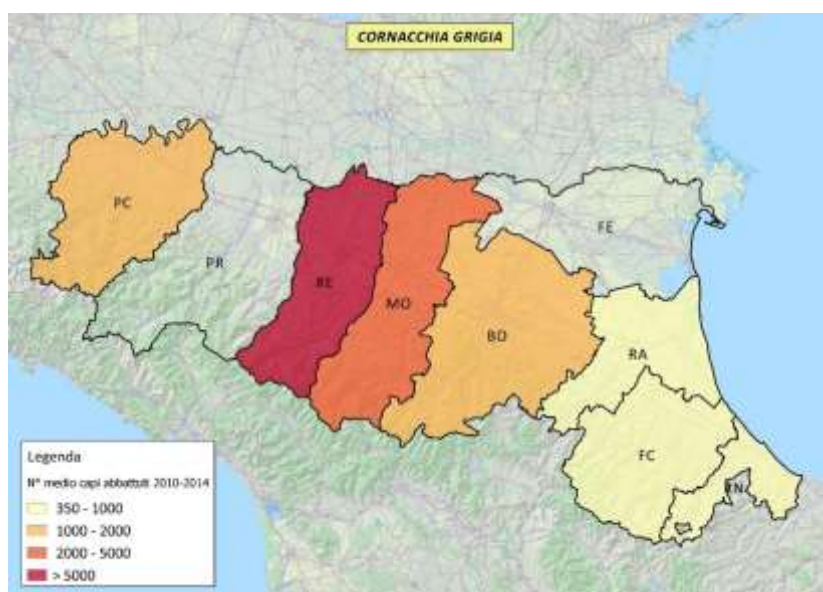 CORNACCHIA GRIGIA
PC
PR
RE
MO
BO
FE
RA
FC
RN
Legenda
N° medio capi abbattuti 2010-2014
350 - 1000
1000 - 2000
2000 - 5000
> 5000